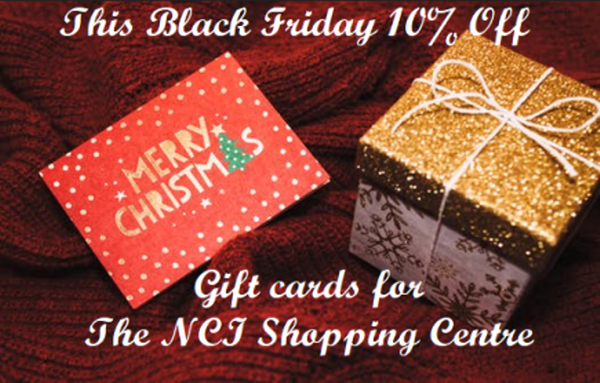 This Black Friday 10% Off
MERRY
CHRISTMAS
Gift cards for
The NCI Shopping Centre